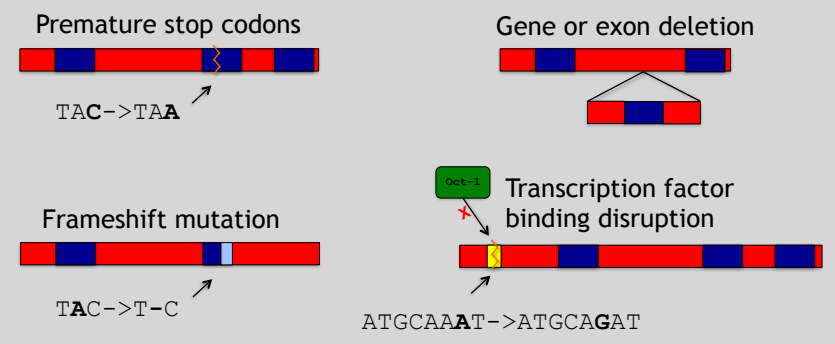 Premature stop codons
TAC->TAA
Gene or exon deletion
Frameshift mutation
TAC->T-C
Oct-1
Transcription factor
binding disruption
ATGCAAAT->ATGCAGAT